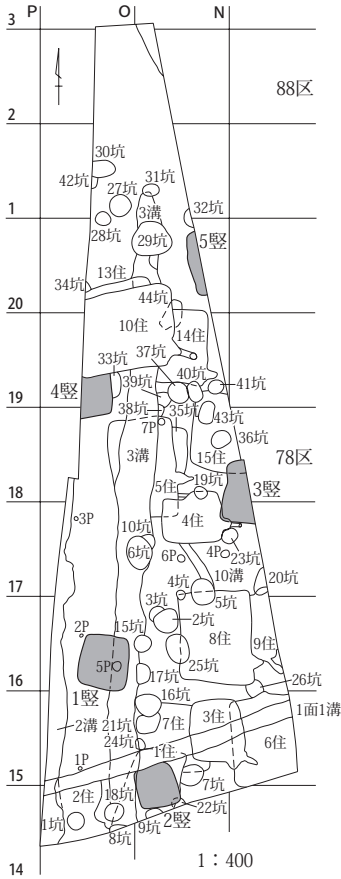 P O N
3
88区
2
30坑
42坑 27坑 31坑
3溝 32坑
1
28坑 29坑 5竪
13住
34坑
44坑
20
10住 14住
37坑
33坑 40坑
39坑 41坑
4竪
19
38坑 35坑 43坑
7P 36坑
3溝 15住 78区
5住 19坑 3竪
18
3P 4住
10坑
6坑 6P 4P 23坑
10溝
4坑 20坑
17
3坑 5坑
2坑
2P 15坑 8住 9住
5P 25坑
17坑
16
26坑
1竪 16坑
2溝 21坑 7住 3住 1面1溝
24坑
1住 6住
1P
15
2住 18坑 7坑
22坑
1坑 9坑 2竪
8坑
14
1：400